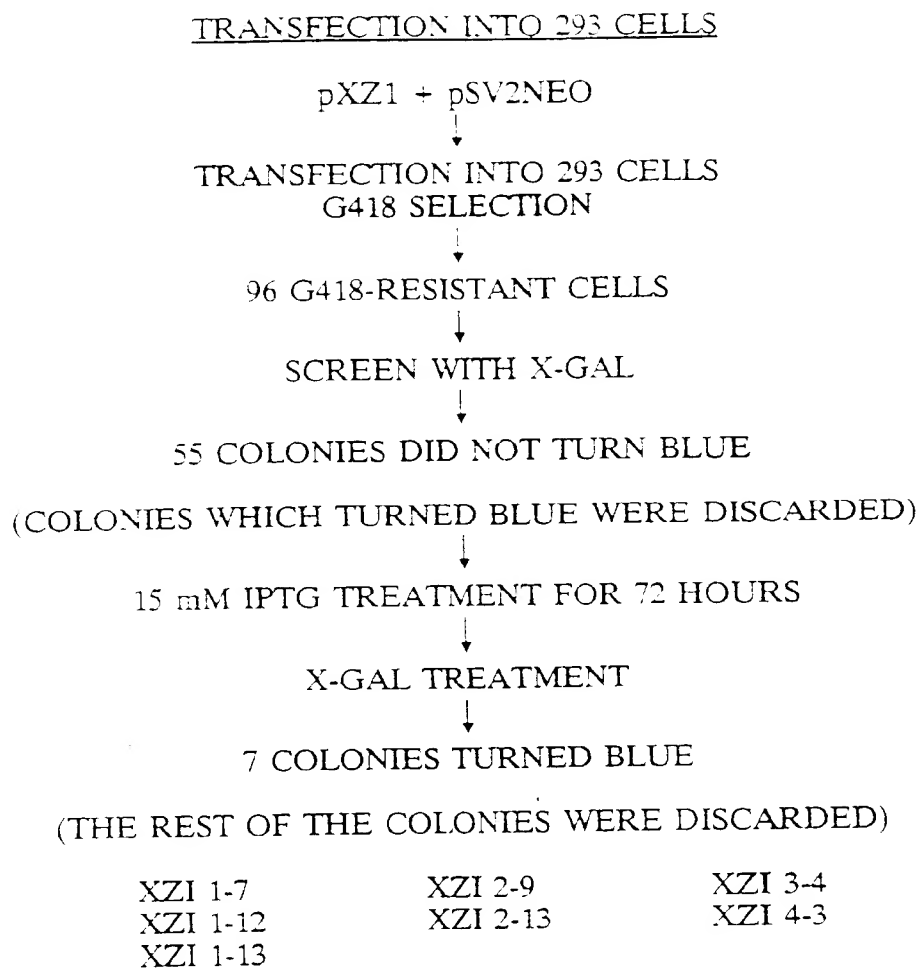 TRANSFECTION INTO 293 CELLS
pXZ1 + pSV2NEO
TRANSFECTION INTO 293 CELLS
G418 SELECTION
96 G418-RESISTANT CELLS
SCREEN WITH X-GAL
55 COLONIES DID NOT TURN BLUE
(COLONIES WHICH TURNED BLUE WERE DISCARDED)
15 mM IPTG TREATMENT FOR 72 HOURS
X-GAL TREATMENT
7 COLONIES TURNED BLUE
(THE REST OF THE COLONIES WERE DISCARDED)
XZI 1-7 XZI 2-9 XZI 3-4
XZI 1-12 XZI 2-13 XZI 4-3
XZI 1-13